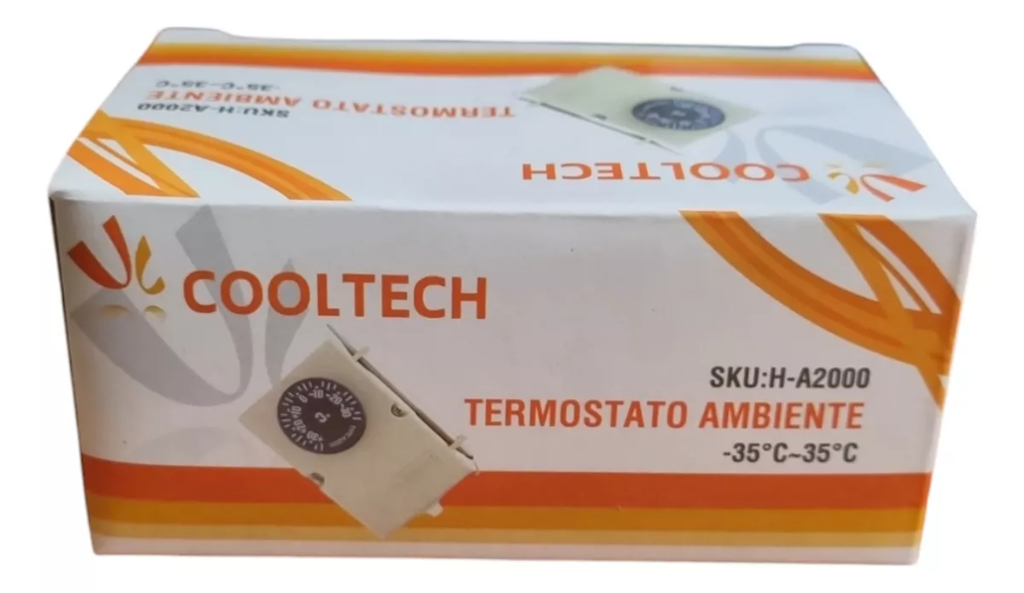 SKU:H-A2000
TERMOSTATO AMBIENTE
-35°C~35°C
COOLTECH
COOLTECH
SKU:H-A2000
TERMOSTATO AMBIENTE
-35°C~35°C